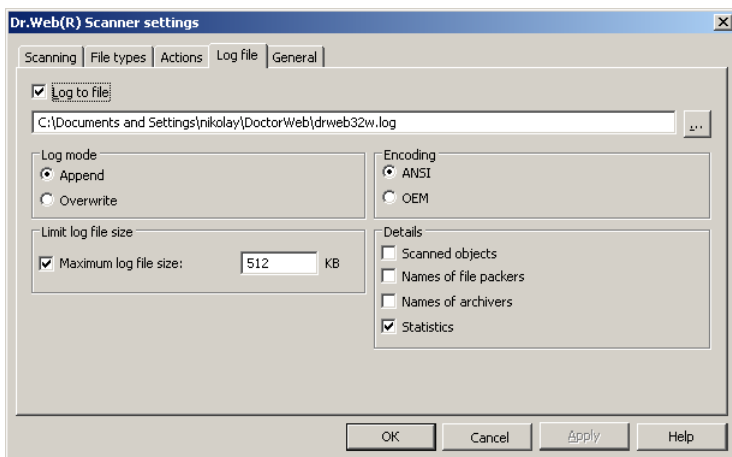 Dr.Web(R) Scanner settings
Scanning File types Actions Log file General
Log to file
C:\Documents and Settings\nikolay\DoctorWeb\drweb32w.log
...
Log mode
Append
Overwrite
Encoding
ANSI
OEM
Limit log file size
Maximum log file size: 512 KB
Details
Scanned objects
Names of file packers
Names of archivers
Statistics
OK Cancel Apply Help